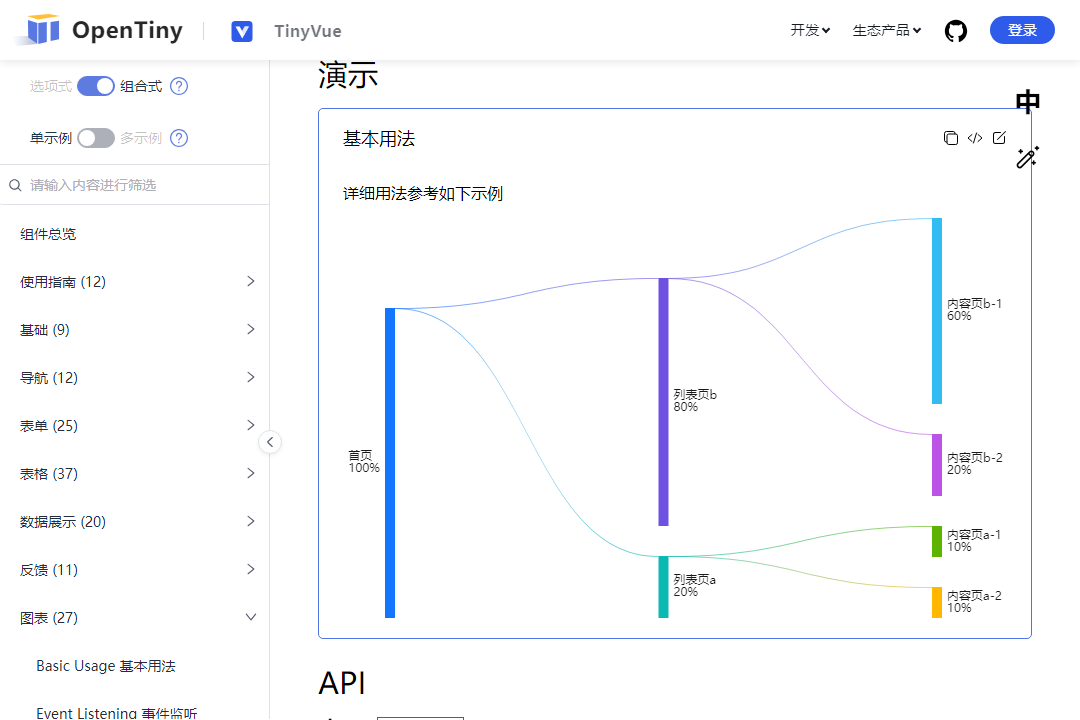 OpenTiny
TinyVue
开发
生态产品
登录
选项式
组合式
?
单示例
多示例
?
请输入内容进行筛选
组件总览
使用指南 (12)
基础 (9)
导航 (12)
表单 (25)
表格 (37)
数据展示 (20)
反馈 (11)
图表 (27)
Basic Usage 基本用法
Event Listening 事件监听
演示
中
基本用法
详细用法参考如下示例
首页
100%
列表页b
80%
列表页a
20%
内容页b-1
60%
内容页b-2
20%
内容页a-1
10%
内容页a-2
10%
API